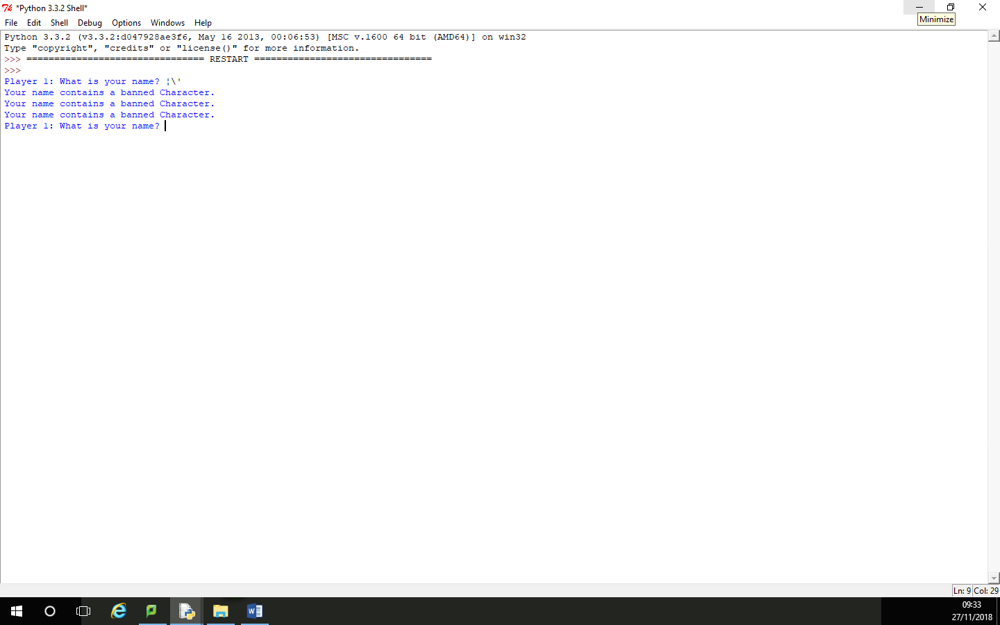 *Python 3.3.2 Shell*
Minimize
File Edit Shell Debug Options Windows Help
Python 3.3.2 (v3.3.2:d047928ae3f6, May 16 2013, 00:06:53) [MSC v.1600 64 bit (AMD64)] on win32
Type "copyright", "credits" or "license()" for more information.
>>> ================================ RESTART ================================
>>>
Player 1: What is your name? ¦\'
Your name contains a banned Character.
Your name contains a banned Character.
Your name contains a banned Character.
Player 1: What is your name?
Ln: 9 Col: 29
09:33
27/11/2018